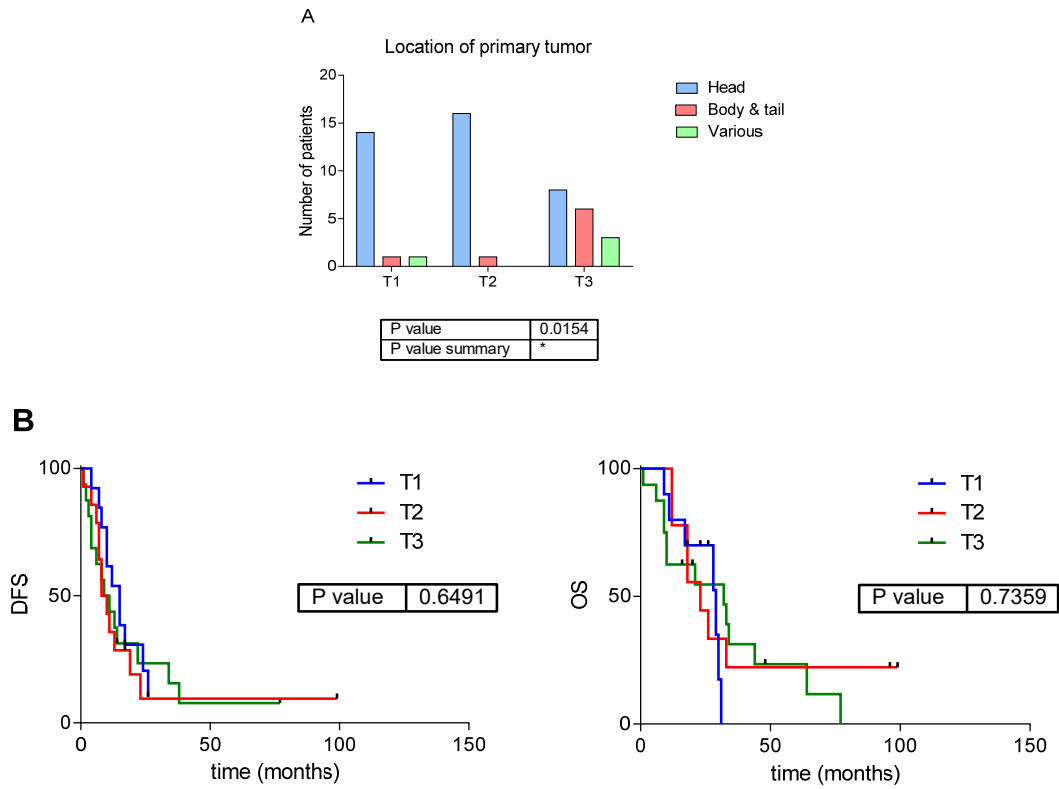 A
Location of primary tumor
Number of patients
20
15
10
5
0
T1
T2
T3
Head
Body & tail
Various
P value 0.0154
P value summary *
B
DFS
100
50
0
0 50 100 150
time (months)
T1
T2
T3
P value 0.6491
OS
100
50
0
0 50 100 150
time (months)
T1
T2
T3
P value 0.7359